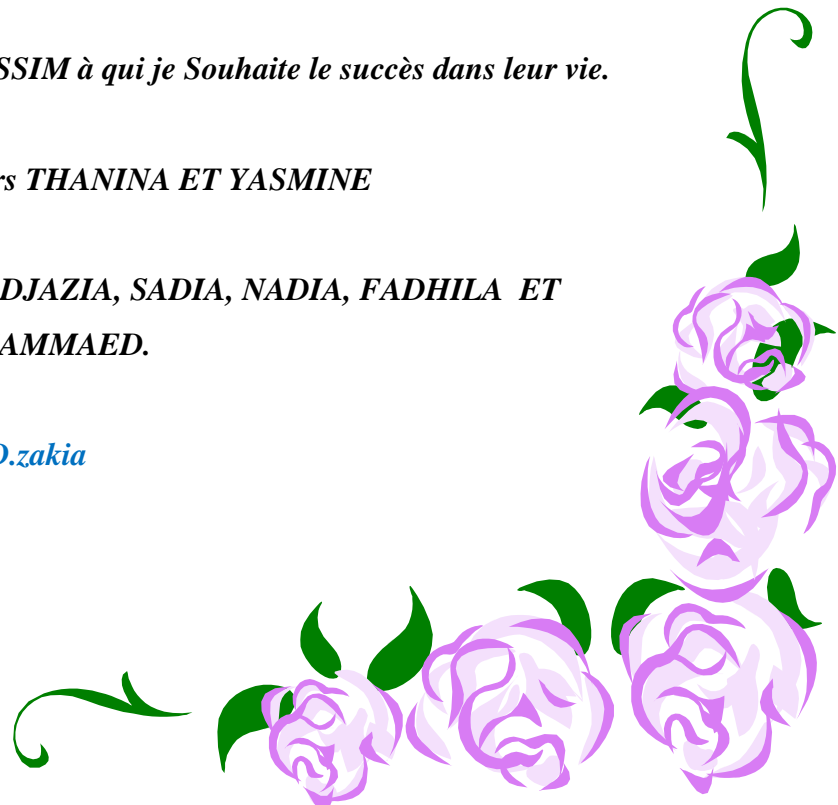 SSIM à qui je Souhaite le succès dans leur vie.
rs THANINA ET YASMINE
DJAZIA, SADIA, NADIA, FADHILA ET
AMMAED.
D.zakia